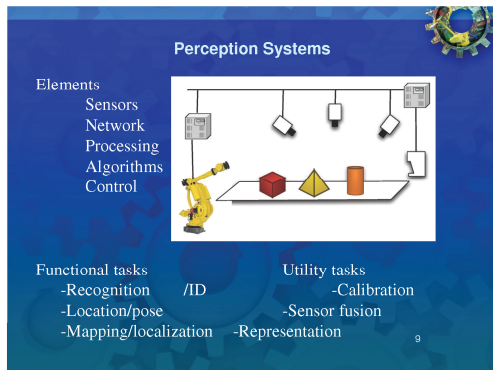 Perception Systems
Elements
Sensors
Network
Processing
Algorithms
Control
Functional tasks Utility tasks
-Recognition /ID -Calibration
-Location/pose -Sensor fusion
-Mapping/localization -Representation
9